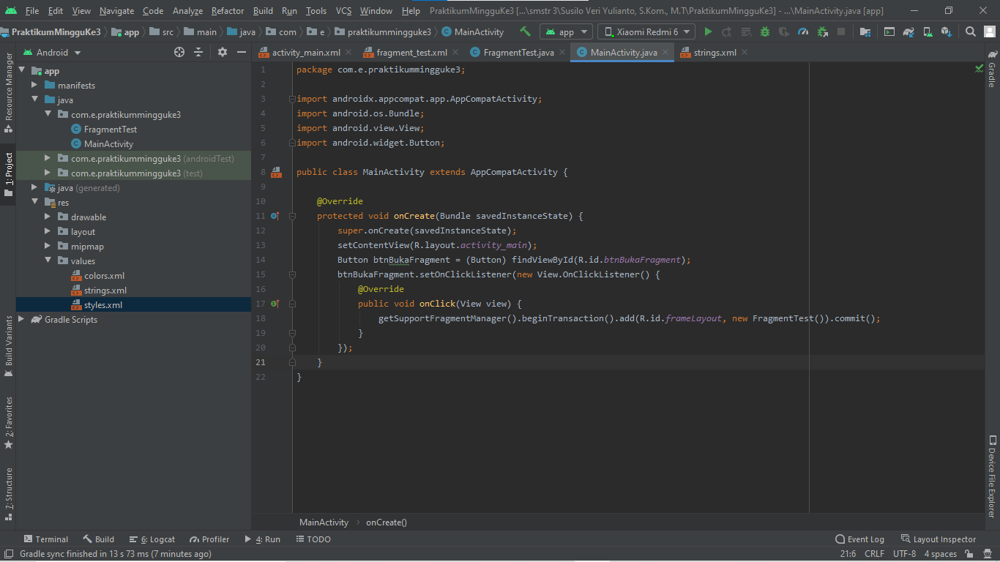 File Edit View Navigate Code Analyze Refactor Build Run Tools VCS Window Help PraktikumMingguKe3 [...\smstr 3\Susilo Veri Yulianto, S.Kom., M.T\PraktikumMingguKe3] - ...\MainActivity.java [app]
PraktikumMingguKe3 app src main java com e praktikummingguke3 MainActivity app Xiaomi Redmi 6
Android
activity_main.xml fragment_test.xml FragmentTest.java MainActivity.java strings.xml
Resource Manager
1: Project
Build Variants
2: Favorites
7: Structure
app
manifests
java
com.e.praktikummingguke3
FragmentTest
MainActivity
com.e.praktikummingguke3 (androidTest)
com.e.praktikummingguke3 (test)
java (generated)
res
drawable
layout
mipmap
values
colors.xml
strings.xml
styles.xml
Gradle Scripts
1 package com.e.praktikummingguke3;
2
3 import androidx.appcompat.app.AppCompatActivity;
4 import android.os.Bundle;
5 import android.view.View;
6 import android.widget.Button;
7
8 public class MainActivity extends AppCompatActivity {
9
10 @Override
11 protected void onCreate(Bundle savedInstanceState) {
12 super.onCreate(savedInstanceState);
13 setContentView(R.layout.activity_main);
14 Button btnBukaFragment = (Button) findViewById(R.id.btnBukaFragment);
15 btnBukaFragment.setOnClickListener(new View.OnClickListener() {
16 @Override
17 public void onClick(View view) {
18 getSupportFragmentManager().beginTransaction().add(R.id.frameLayout, new FragmentTest()).commit();
19 }
20 });
21 }
22 }
Gradle
Device File Explorer
MainActivity onCreate()
Terminal Build 6: Logcat Profiler 4: Run TODO Event Log Layout Inspector
Gradle sync finished in 13 s 73 ms (7 minutes ago) 21:6 CRLF UTF-8 4 spaces